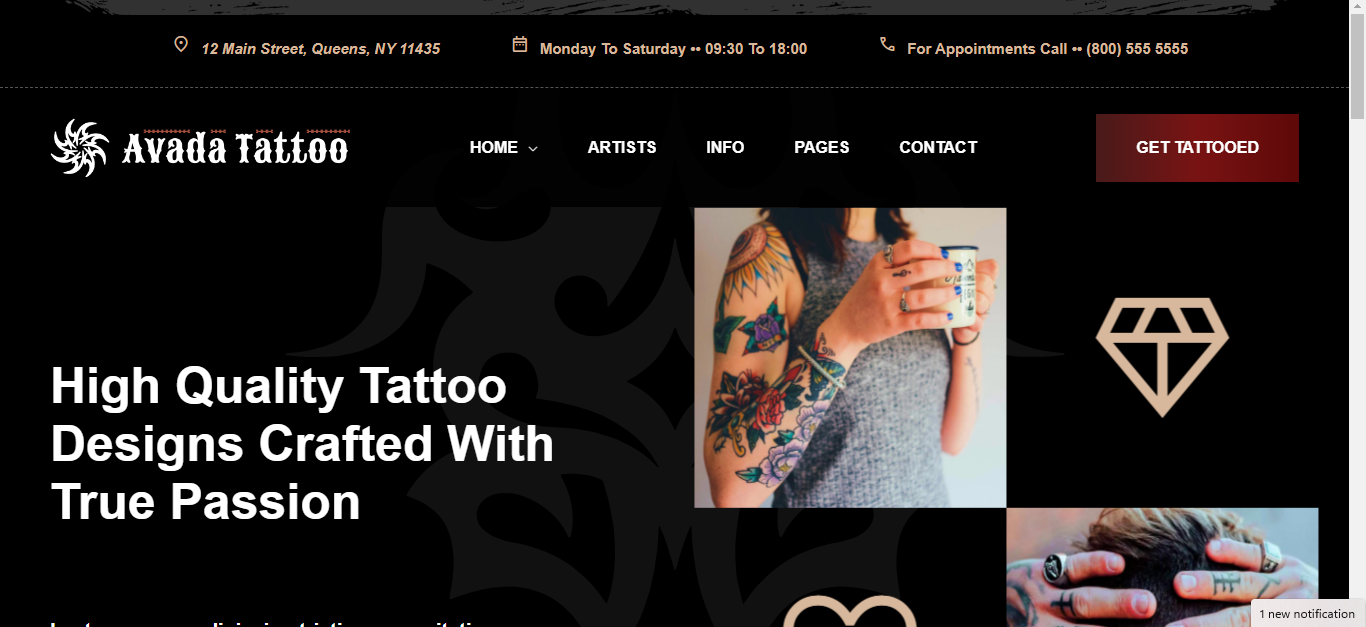 12 Main Street, Queens, NY 11435
Monday To Saturday •• 09:30 To 18:00
For Appointments Call •• (800) 555 5555
Avada Tattoo
HOME
ARTISTS
INFO
PAGES
CONTACT
GET TATTOOED
High Quality Tattoo
Designs Crafted With
True Passion
1 new notification